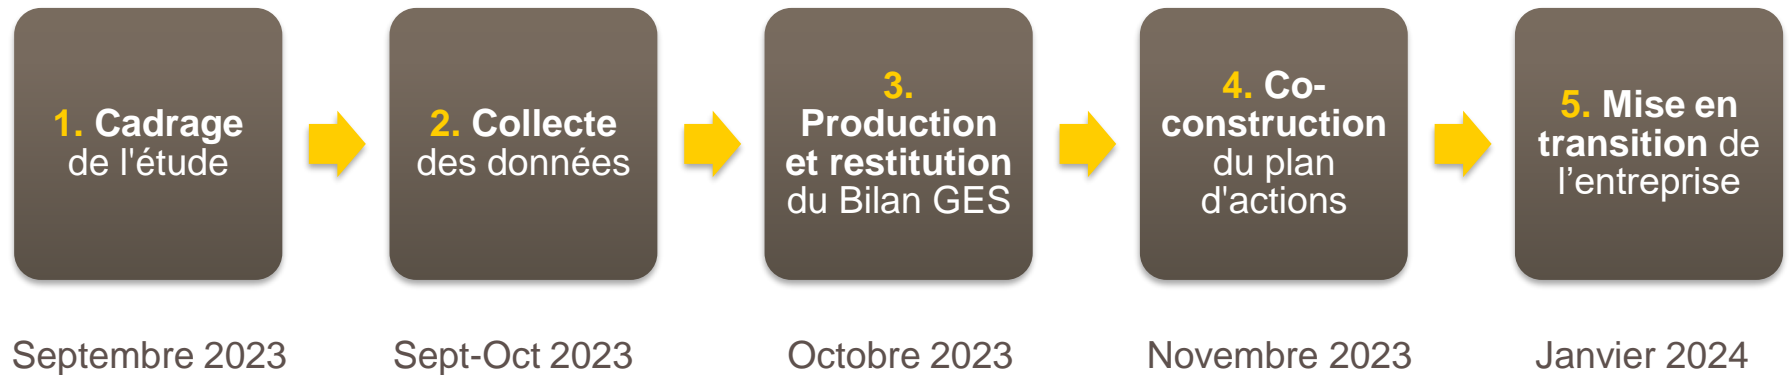 1. Cadrage
de l'étude
2. Collecte
des données
3.
Production
et restitution
du Bilan GES
4. Co-
construction
du plan
d'actions
5. Mise en
transition de
l’entreprise
Septembre 2023
Sept-Oct 2023
Octobre 2023
Novembre 2023
Janvier 2024